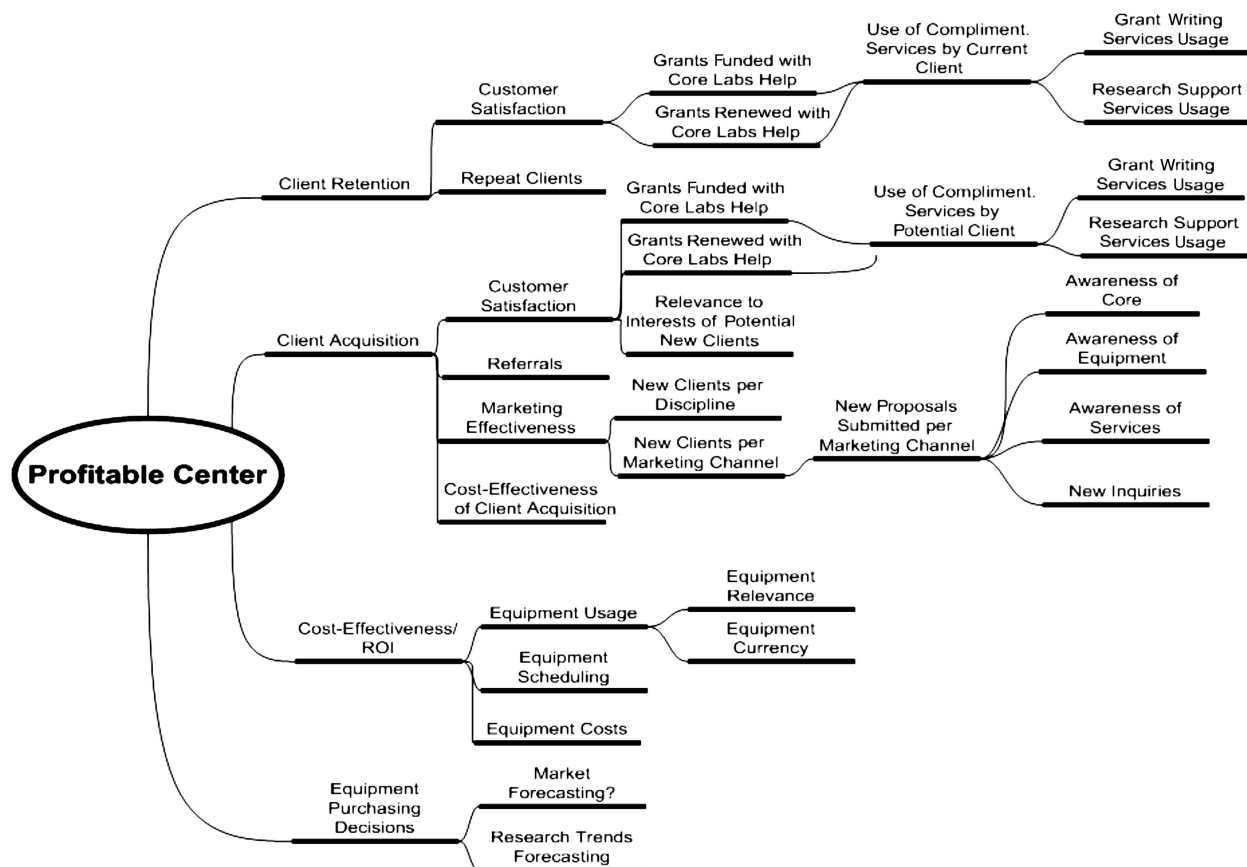 Profitable Center
Client Retention
Customer
Satisfaction
Grants Funded with
Core Labs Help
Grants Renewed with
Core Labs Help
Use of Compliment.
Services by Current
Client
Grant Writing
Services Usage
Research Support
Services Usage
Repeat Clients
Client Acquisition
Customer
Satisfaction
Grants Funded with
Core Labs Help
Grants Renewed with
Core Labs Help
Use of Compliment.
Services by
Potential Client
Grant Writing
Services Usage
Research Support
Services Usage
Relevance to
Interests of Potential
New Clients
Referrals
Marketing
Effectiveness
New Clients per
Discipline
New Clients per
Marketing Channel
New Proposals
Submitted per
Marketing Channel
Awareness of
Core
Awareness of
Equipment
Awareness of
Services
New Inquiries
Cost-Effectiveness
of Client Acquisition
Cost-Effectiveness/
ROI
Equipment Usage
Equipment
Relevance
Equipment
Currency
Equipment
Scheduling
Equipment Costs
Equipment
Purchasing
Decisions
Market
Forecasting?
Research Trends
Forecasting